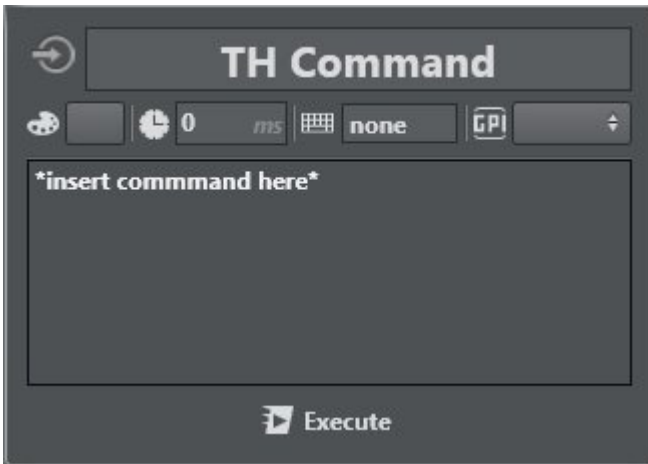 TH Command
0 ms none GPI
*insert commmand here*
Execute